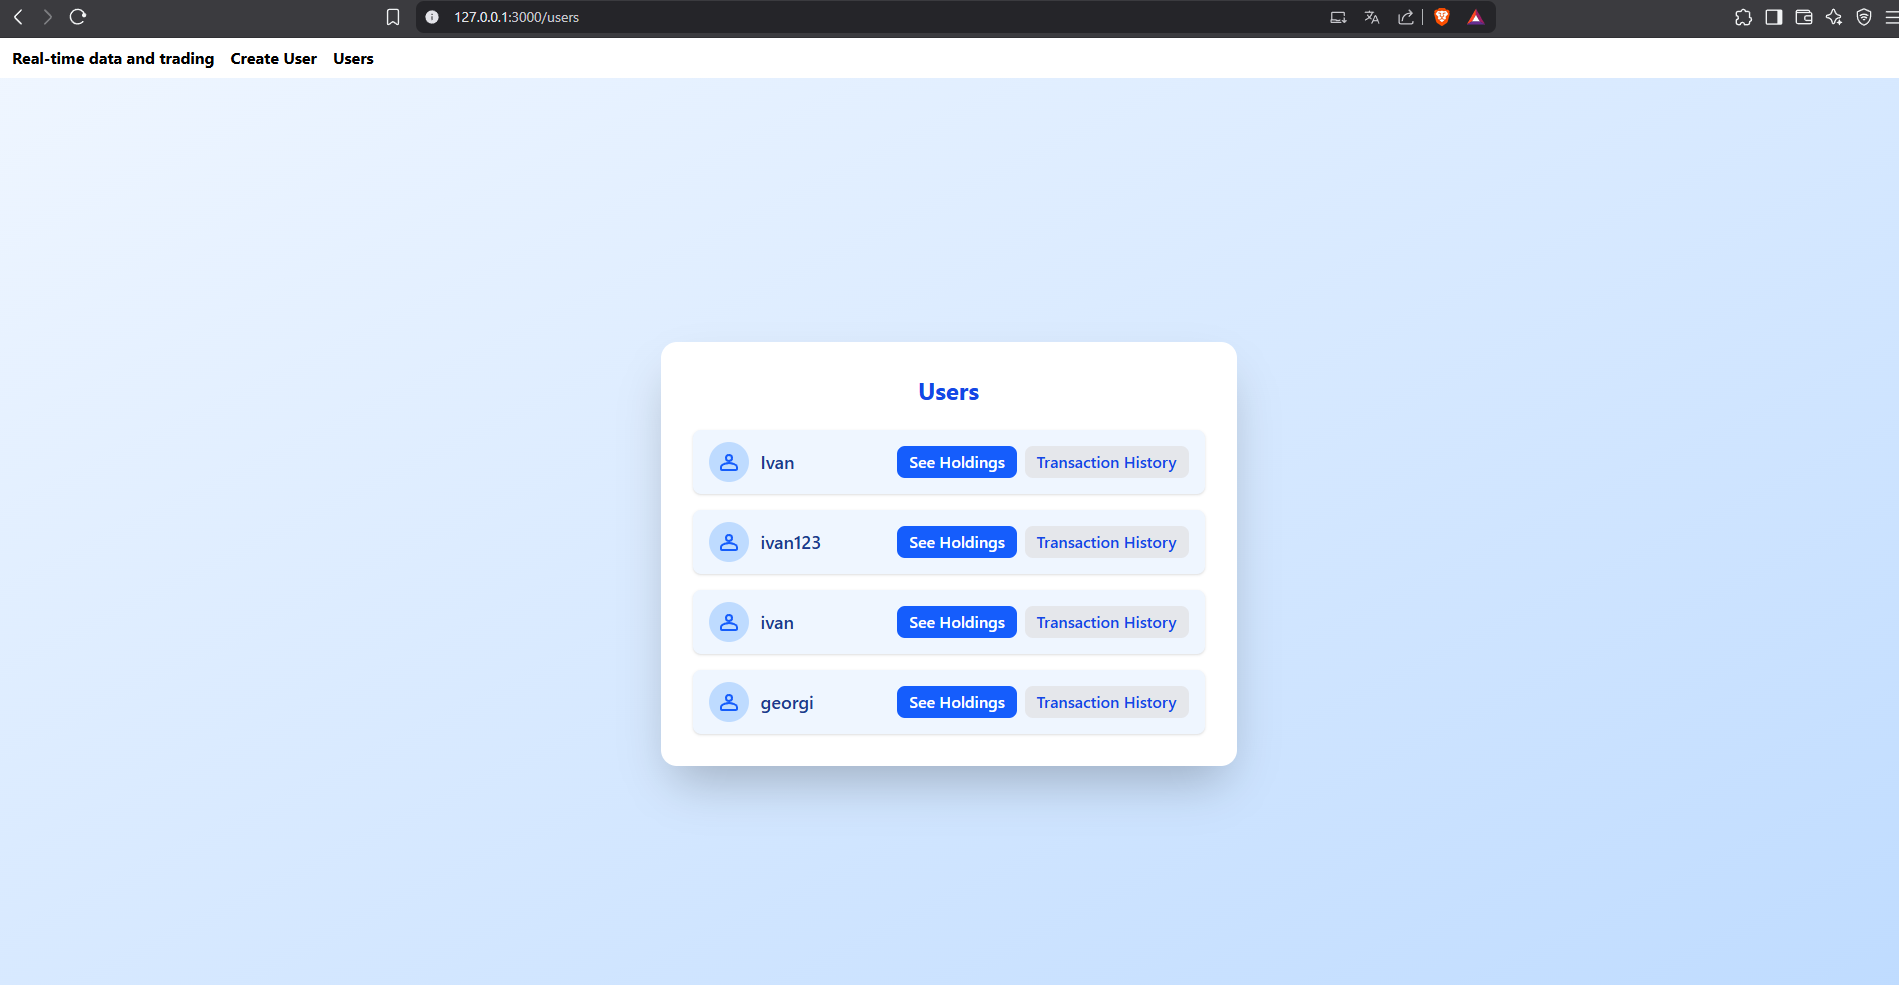 127.0.0.1:3000/users
Real-time data and trading Create User Users
Users
Ivan See Holdings Transaction History
ivan123 See Holdings Transaction History
ivan See Holdings Transaction History
georgi See Holdings Transaction History